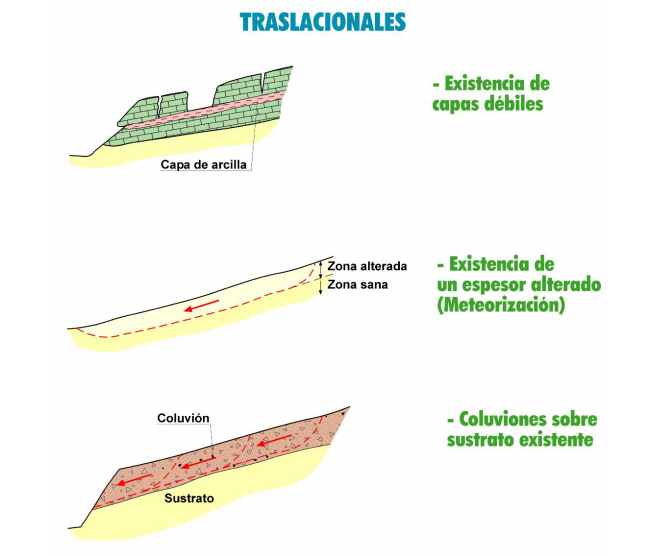 TRASLACIONALES
- Existencia de
capas débiles
Capa de arcilla
Zona alterada
Zona sana
- Existencia de
un espesor alterado
(Meteorización)
Coluvión
Sustrato
- Coluviones sobre
sustrato existente